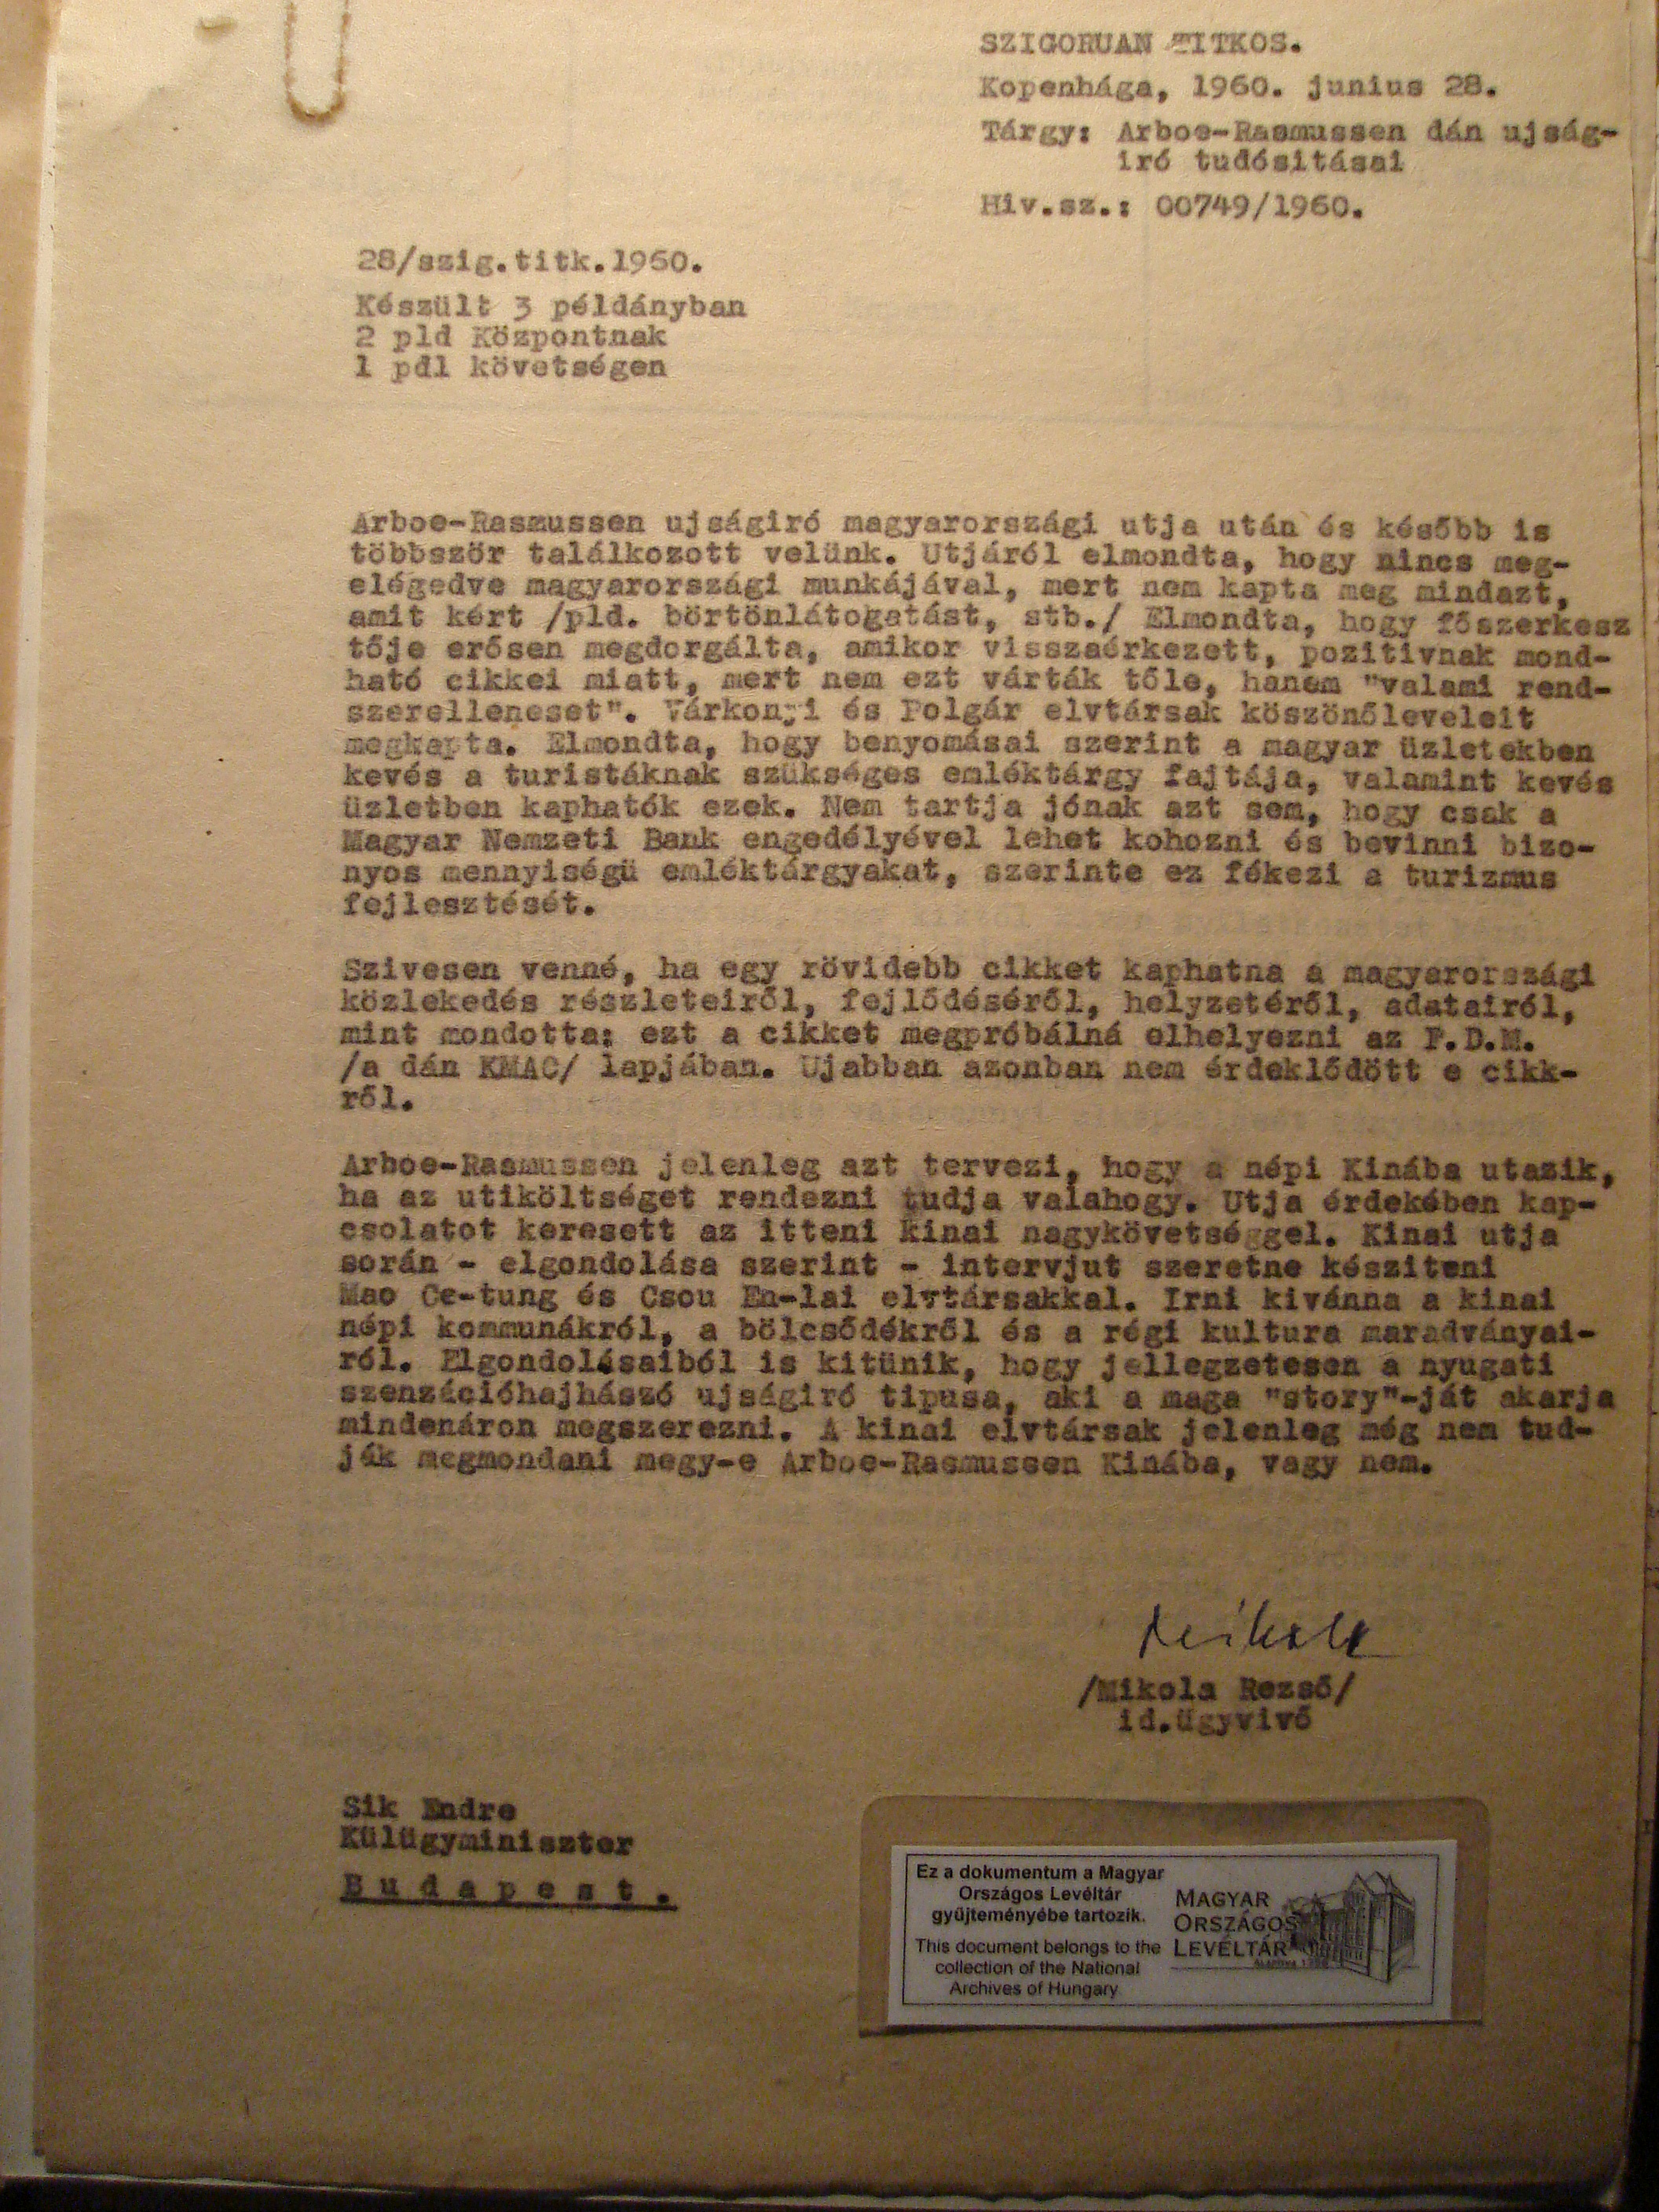 SZIGORUAN TITKOS.
Kopenhága, 1960. junius 28.
Tárgy: Arboe-Rasmussen dán ujság-
iró tudósitásai
Hiv.sz.: 00749/1960.
28/szig.titk.1960.
Készült 3 példányban
2 pld Központnak
1 pdl követségen
Arboe-Rasmussen ujságiró magyarországi utja után és később is
többször találkozott velünk. Utjáról elmondta, hogy nincs meg-
elégedve magyarországi munkájával, mert nem kapta meg mindazt,
amit kért /pld. börtönlátogatást, stb./ Elmondta, hogy főszerkesz
tője erősen megdorgálta, amikor visszaérkezett, pozitivnak mond-
ható cikkei miatt, mert nem ezt várták tőle, hanem "valami rend-
szerelleneset". Várkonyi és Polgár elvtársak köszönőleveleit
megkapta. Elmondta, hogy benyomásai szerint a magyar üzletekben
kevés a turistáknak szükséges emléktárgy fajtája, valamint kevés
üzletben kaphatók ezek. Nem tartja jónak azt sem, hogy csak a
Magyar Nemzeti Bank engedélyével lehet kohozni és bevinni bizo-
nyos mennyiségü emléktárgyakat, szerinte ez fékezi a turizmus
fejlesztését.
Szivesen venné, ha egy rövidebb cikket kaphatna a magyarországi
közlekedés részleteiről, fejlődéséről, helyzetéről, adatairól,
mint mondotta: ezt a cikket megpróbálná elhelyezni az F.D.M.
/a dán KMAC/ lapjában. Ujabban azonban nem érdeklődött e cikk-
ről.
Arboe-Rasmussen jelenleg azt tervezi, hogy a népi Kinába utazik,
ha az utiköltséget rendezni tudja valahogy. Utja érdekében kap-
csolatot keresett az itteni kinai nagykövetséggel. Kinai utja
során - elgondolása szerint - intervjut szeretne késziteni
Mao Ce-tung és Csou En-lai elvtársakkal. Irni kivánna a kinai
népi kommunákról, a bölcsődékről és a régi kultura maradványai-
ról. Elgondolásaiból is kitünik, hogy jellegzetesen a nyugati
szenzációhajhászó ujságiró tipusa, aki a maga "story"-ját akarja
mindenáron megszerezni. A kinai elvtársak jelenleg még nem tud-
ják megmondani megy-e Arboe-Rasmussen Kinába, vagy nem.
/Mikola Rezső/
id.ügyvivő
Sik Endre
Külügyminiszter
Budapest.
Ez a dokumentum a Magyar
Országos Levéltár
gyűjteményébe tartozik.
This document belongs to the
collection of the National
Archives of Hungary
MAGYAR
ORSZÁGOS
LEVÉLTÁR